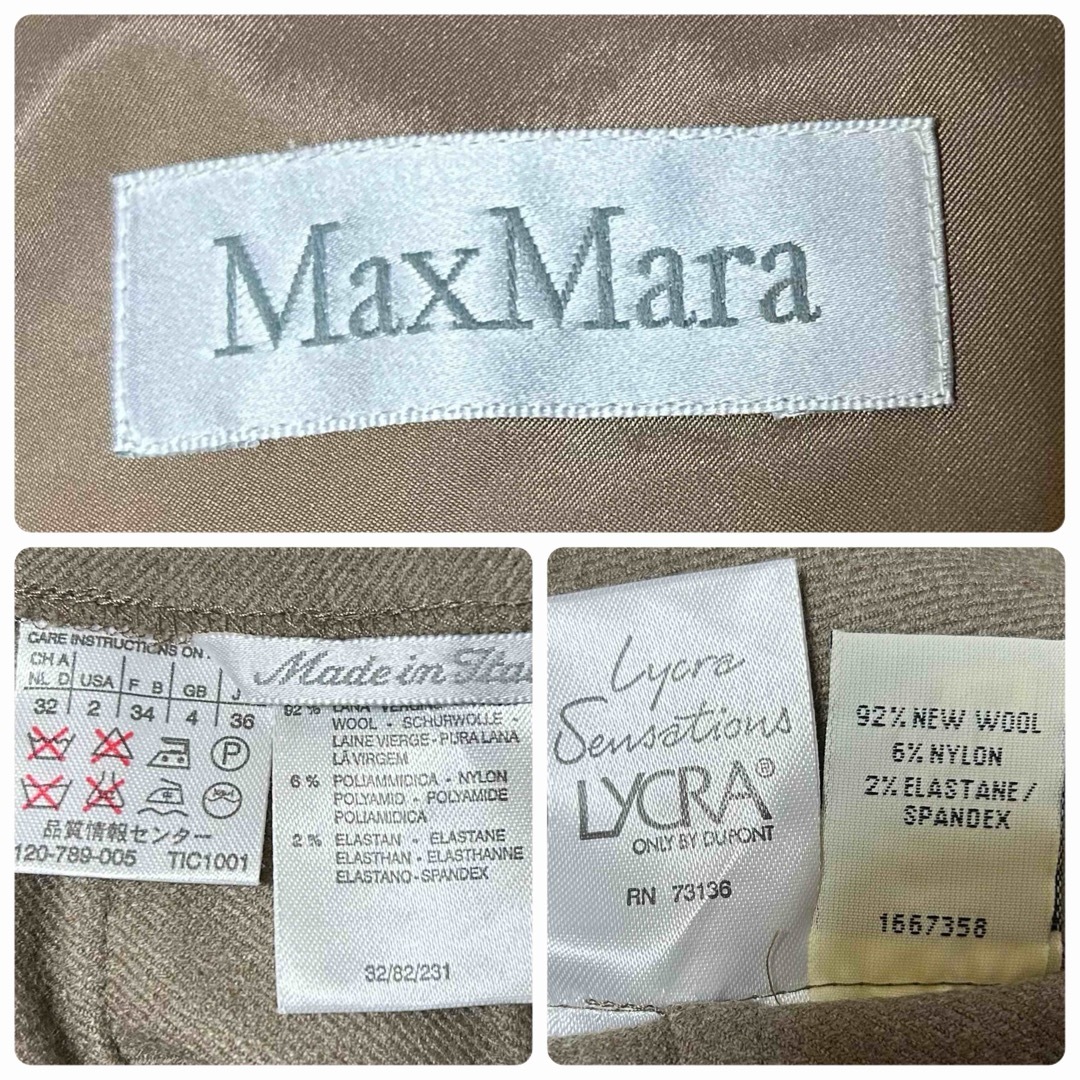 MaxMara
CARE INSTRUCTIONS ON.
CH A
NL D USA F B GB J
32 2 34 4 36
P
品質情報センター
120-789-005 TIC1001
Made in
92 % LANA VERGINE
WOOL - SCHURWOLLE -
LAINE VIERGE - PURA LANA
LÃ VIRGEM
6 % POLIAMMIDICA - NYLON
POLYAMID - POLYAMIDE
POLIAMIDICA
2 % ELASTAN - ELASTANE
ELASTHAN - ELASTHANNE
ELASTANO - SPANDEX
32/82/231
Lycra
Sensations
LYCRA®
ONLY BY DUPONT
RN 73136
92% NEW WOOL
6% NYLON
2% ELASTANE/
SPANDEX
1667358